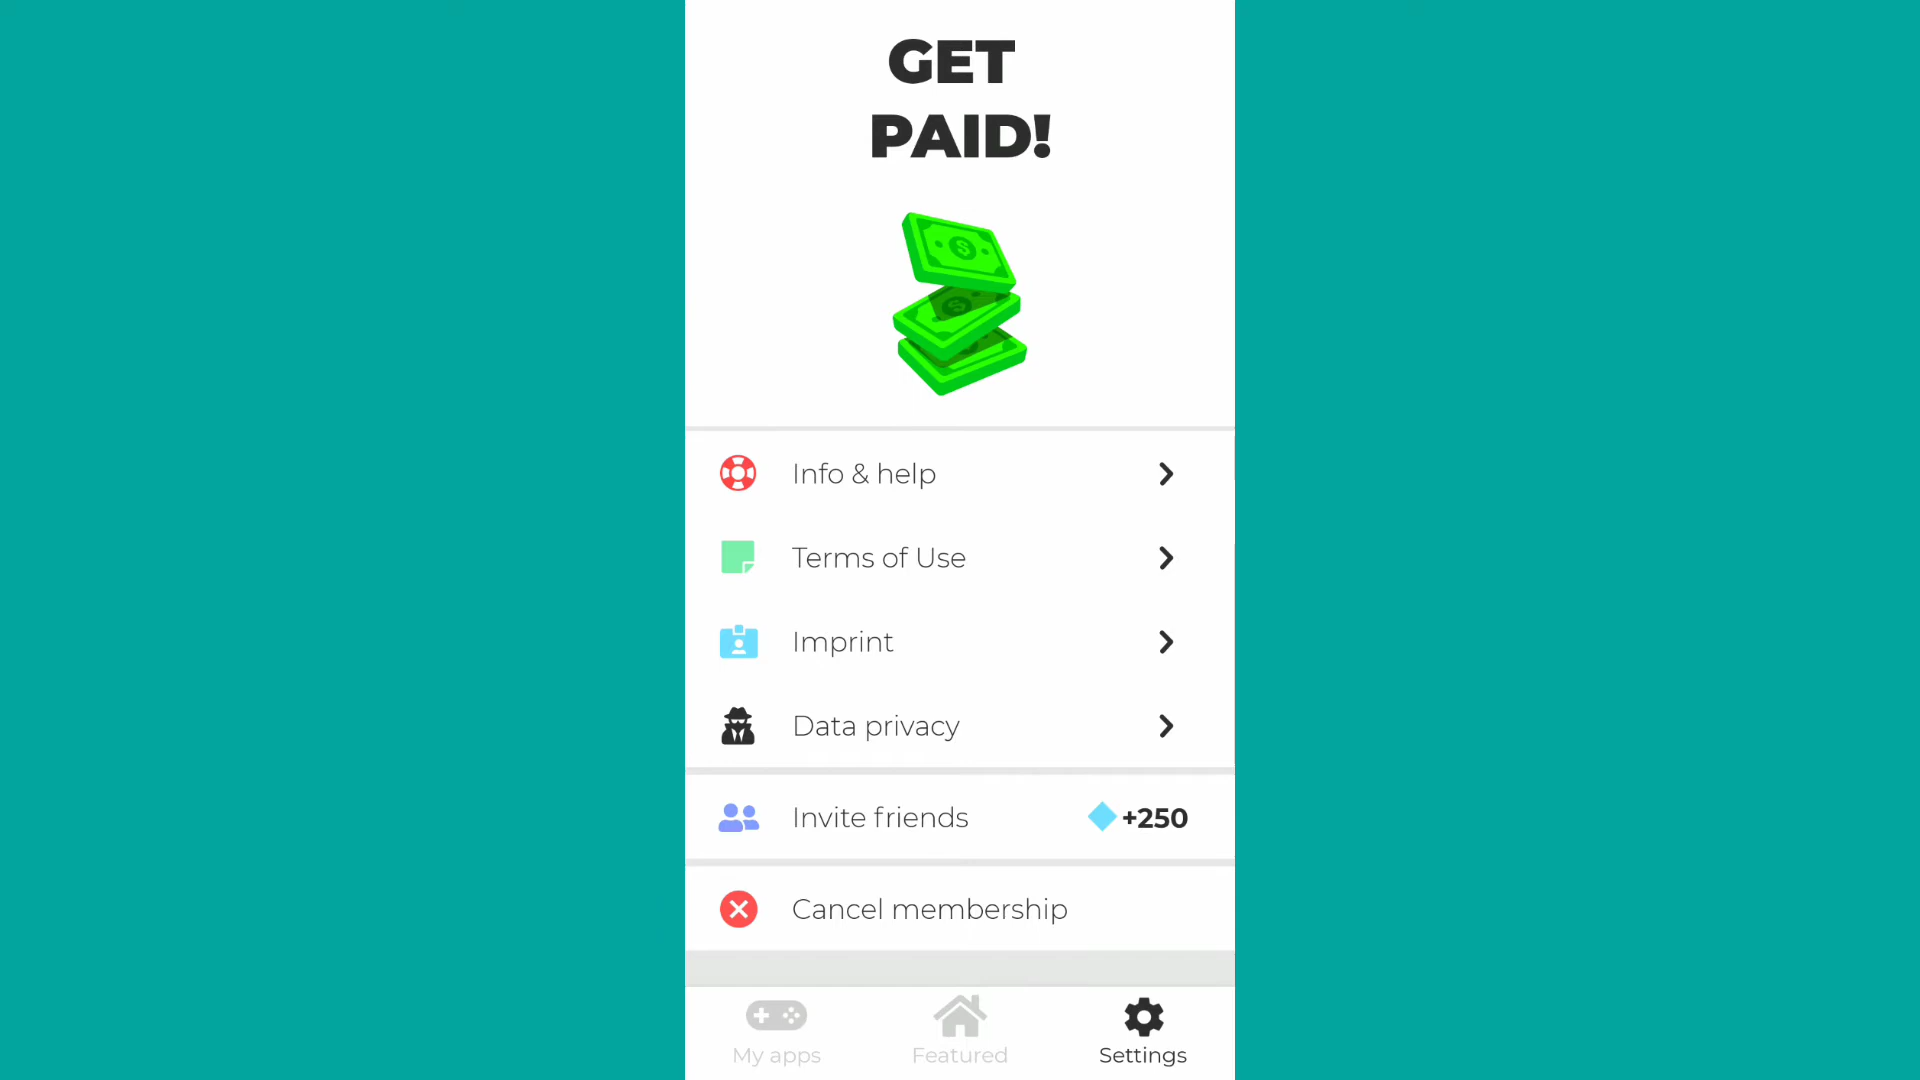 GET
PAID!
Info & help
Terms of Use
Imprint
Data privacy
Invite friends +250
Cancel membership
My apps Featured Settings